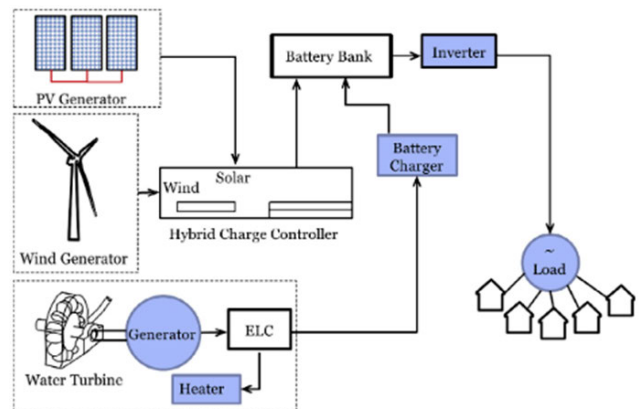 PV Generator
Battery Bank
Inverter
Battery
Charger
Solar
Wind
Hybrid Charge Controller
Wind Generator
~
Load
Generator
ELC
Water Turbine
Heater